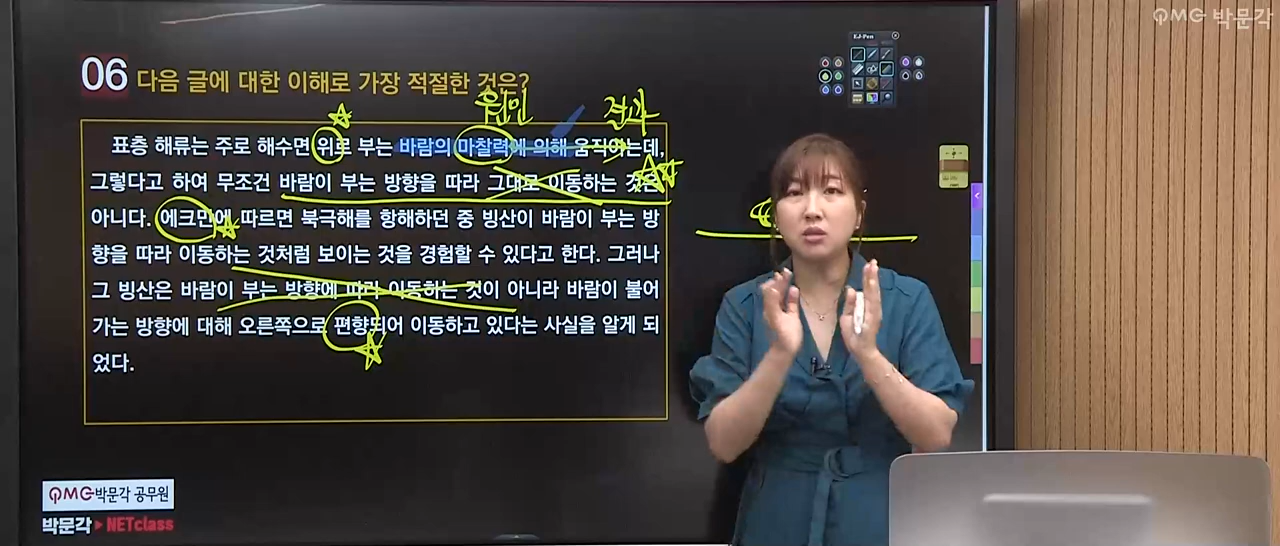 QMG 박문각
EJ-Pen
06 다음 글에 대한 이해로 가장 적절한 것은?
원인 결과
표층 해류는 주로 해수면 위로 부는 바람의 마찰력에 의해 움직이는데,
그렇다고 하여 무조건 바람이 부는 방향을 따라 그대로 이동하는 것은
아니다. 에크만에 따르면 북극해를 항해하던 중 빙산이 바람이 부는 방
향을 따라 이동하는 것처럼 보이는 것을 경험할 수 있다고 한다. 그러나
그 빙산은 바람이 부는 방향에 따라 이동하는 것이 아니라 바람이 불어
가는 방향에 대해 오른쪽으로 편향되어 이동하고 있다는 사실을 알게 되
었다.
QMG 박문각 공무원
박문각 NETclass